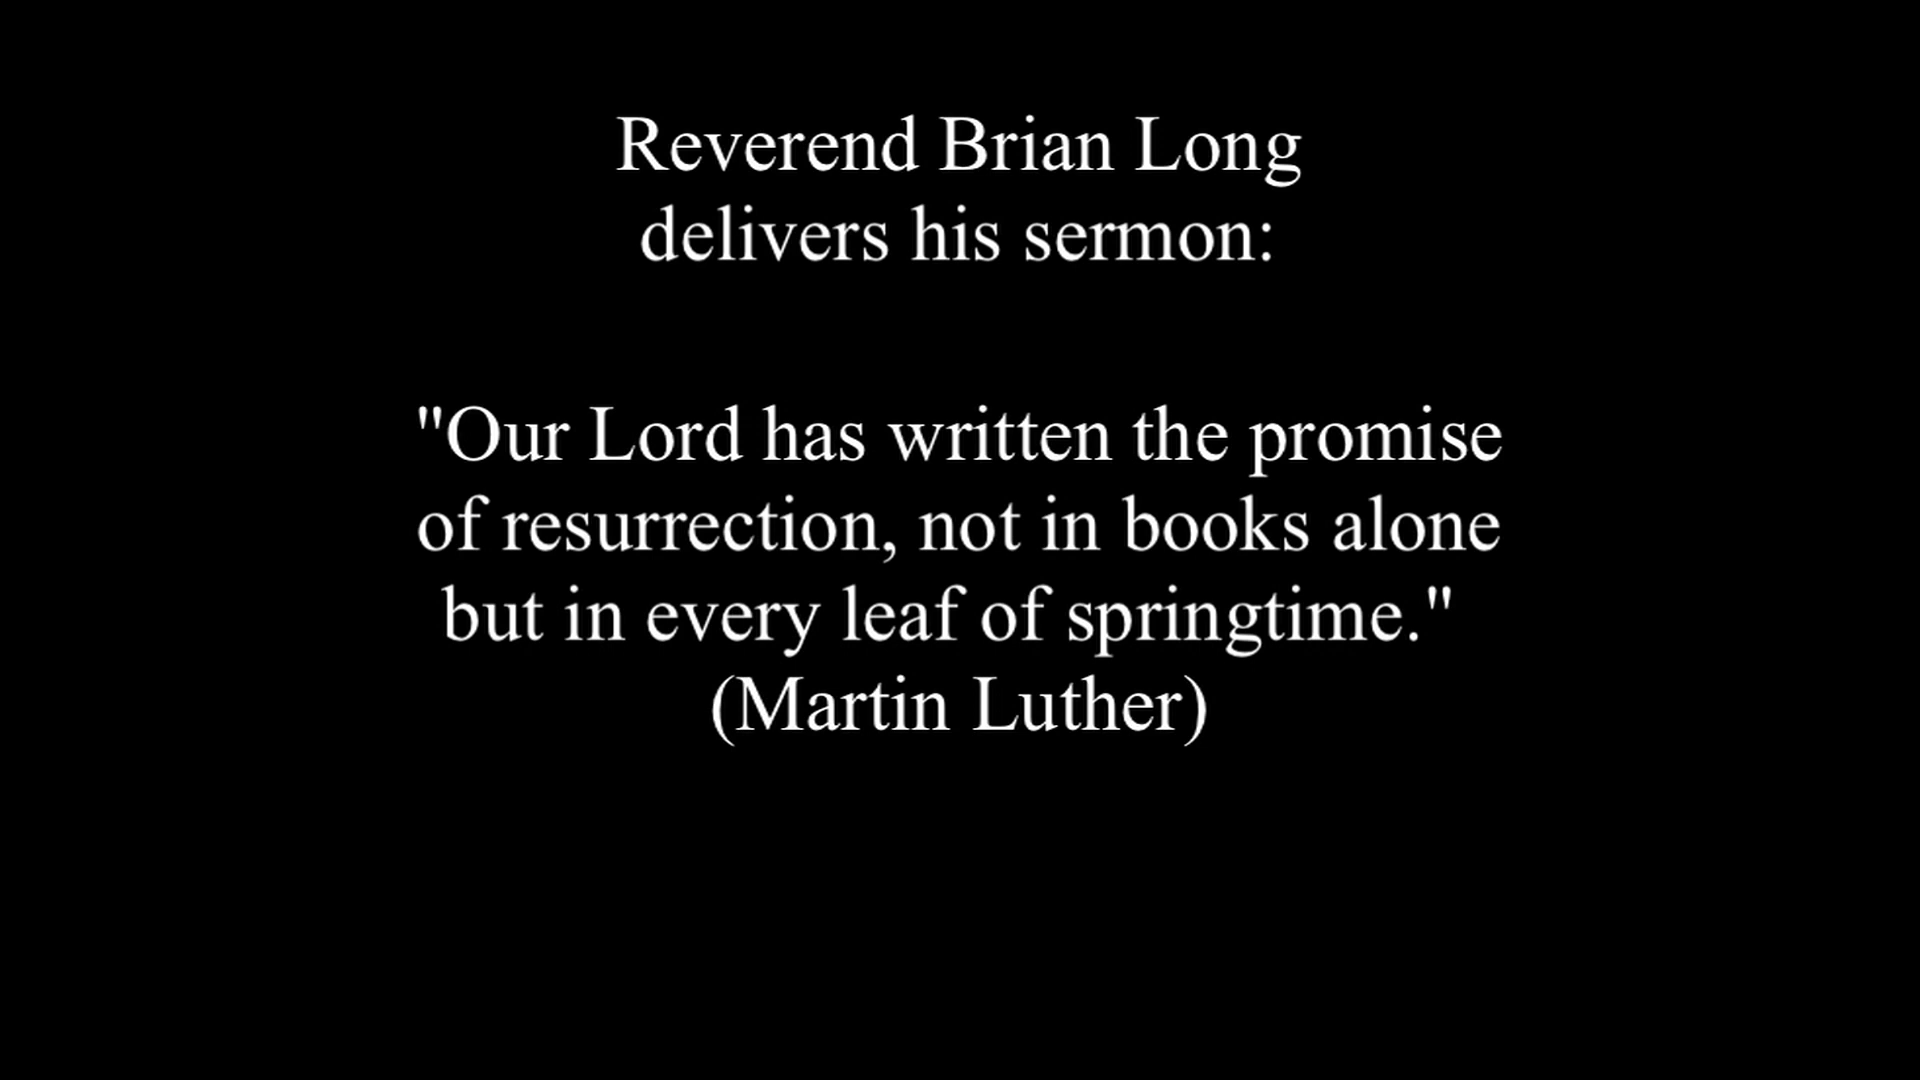 Reverend Brian Long
delivers his sermon:
"Our Lord has written the promise
of resurrection, not in books alone
but in every leaf of springtime."
(Martin Luther)